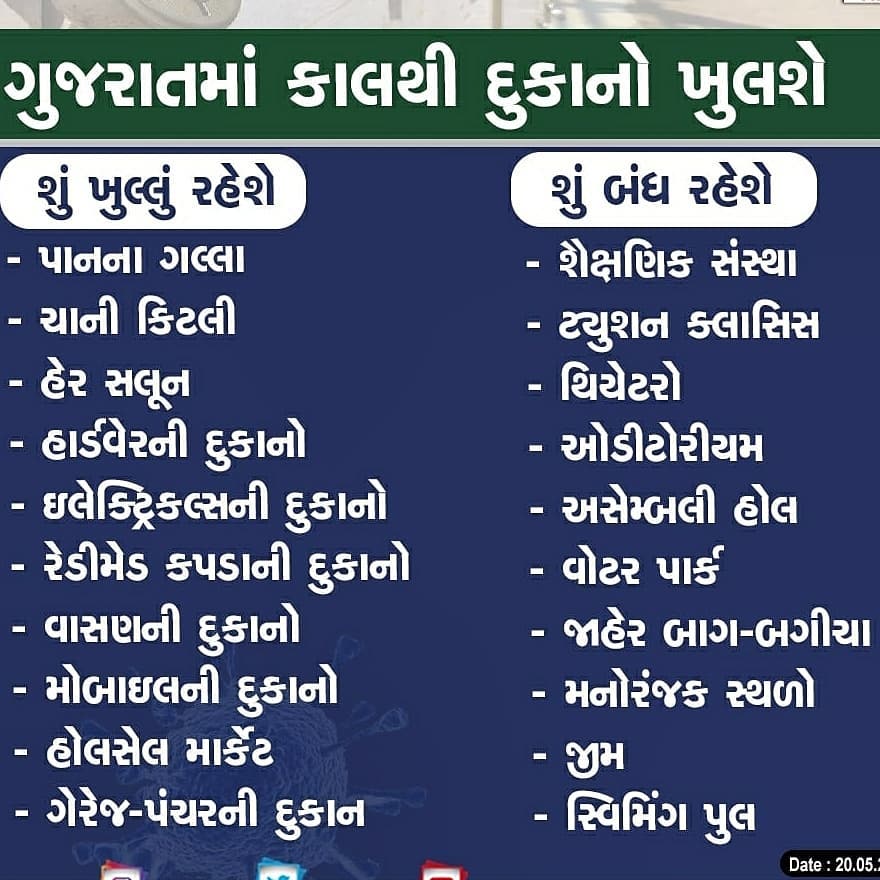 ગુજરાતમાં કાલથી દુકાનો ખુલશે
શું ખુલ્લું રહેશે
- પાનના ગલ્લા
- ચાની કિટલી
- હેર સલૂન
- હાર્ડવેરની દુકાનો
- ઇલેક્ટ્રિકલ્સની દુકાનો
- રેડીમેડ કપડાની દુકાનો
- વાસણની દુકાનો
- મોબાઇલની દુકાનો
- હોલસેલ માર્કેટ
- ગેરેજ-પંચરની દુકાન
શું બંધ રહેશે
- શૈક્ષણિક સંસ્થા
- ટ્યુશન ક્લાસિસ
- થિયેટરો
- ઓડીટોરીયમ
- અસેમ્બલી હોલ
- વોટર પાર્ક
- જાહેર બાગ-બગીચા
- મનોરંજક સ્થળો
- જીમ
- સ્વિમિંગ પુલ
Date : 20.05.